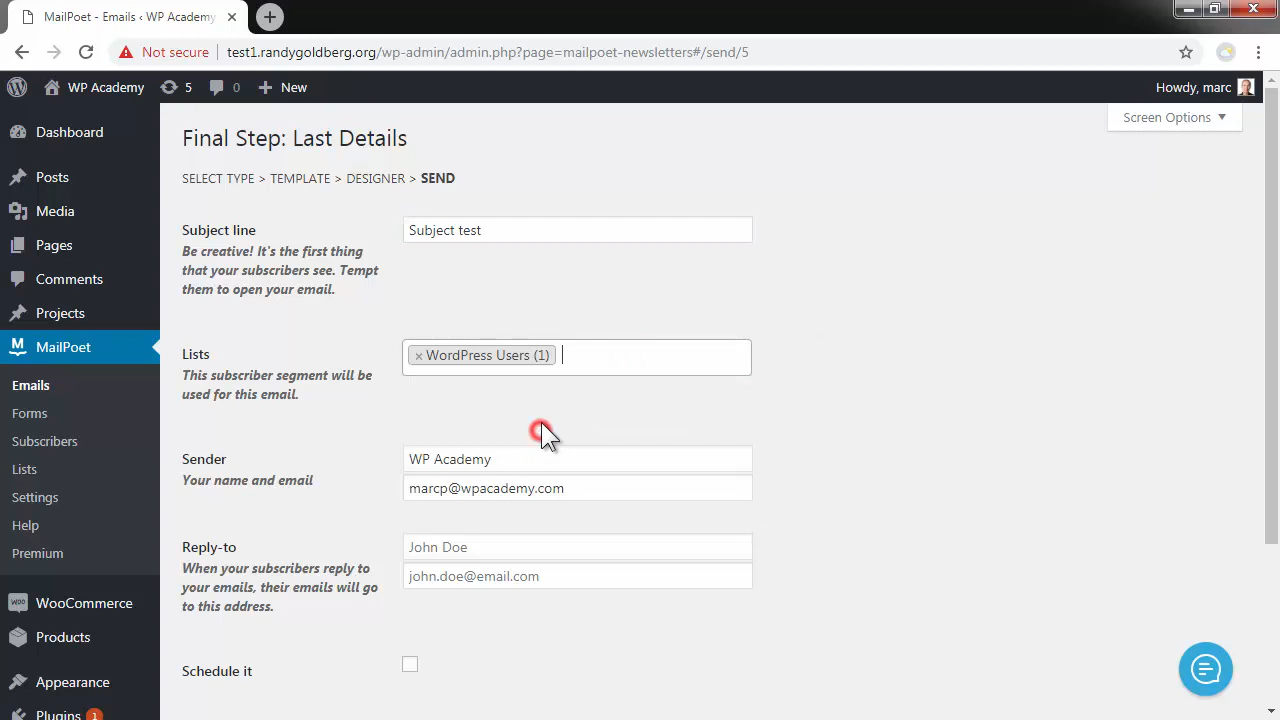 MailPoet - Emails ‹ WP Academy
Not secure
test1.randygoldberg.org/wp-admin/admin.php?page=mailpoet-newsletters#/send/5
WP Academy
5
0
New
Howdy, marc
Screen Options
Dashboard
Posts
Media
Pages
Comments
Projects
MailPoet
Emails
Forms
Subscribers
Lists
Settings
Help
Premium
WooCommerce
Products
Appearance
Plugins 1
Final Step: Last Details
SELECT TYPE > TEMPLATE > DESIGNER > SEND
Subject line
Be creative! It's the first thing
that your subscribers see. Tempt
them to open your email.
Subject test
Lists
This subscriber segment will be
used for this email.
× WordPress Users (1)
Sender
Your name and email
WP Academy
marcp@wpacademy.com
Reply-to
When your subscribers reply to
your emails, their emails will go
to this address.
John Doe
john.doe@email.com
Schedule it